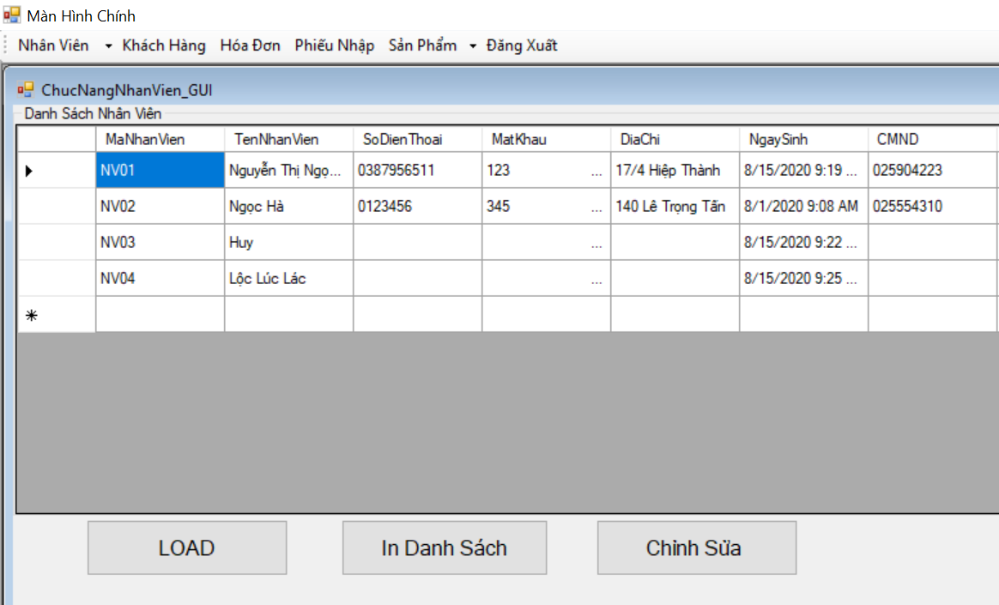 Màn Hình Chính
Nhân Viên Khách Hàng Hóa Đơn Phiếu Nhập Sản Phẩm Đăng Xuất
ChucNangNhanVien_GUI
Danh Sách Nhân Viên
MaNhanVien TenNhanVien SoDienThoai MatKhau DiaChi NgaySinh CMND
NV01 Nguyễn Thị Ngọ... 0387956511 123 ... 17/4 Hiệp Thành 8/15/2020 9:19 ... 025904223
NV02 Ngọc Hà 0123456 345 ... 140 Lê Trọng Tấn 8/1/2020 9:08 AM 025554310
NV03 Huy ... 8/15/2020 9:22 ...
NV04 Lộc Lúc Lác ... 8/15/2020 9:25 ...
LOAD In Danh Sách Chỉnh Sửa